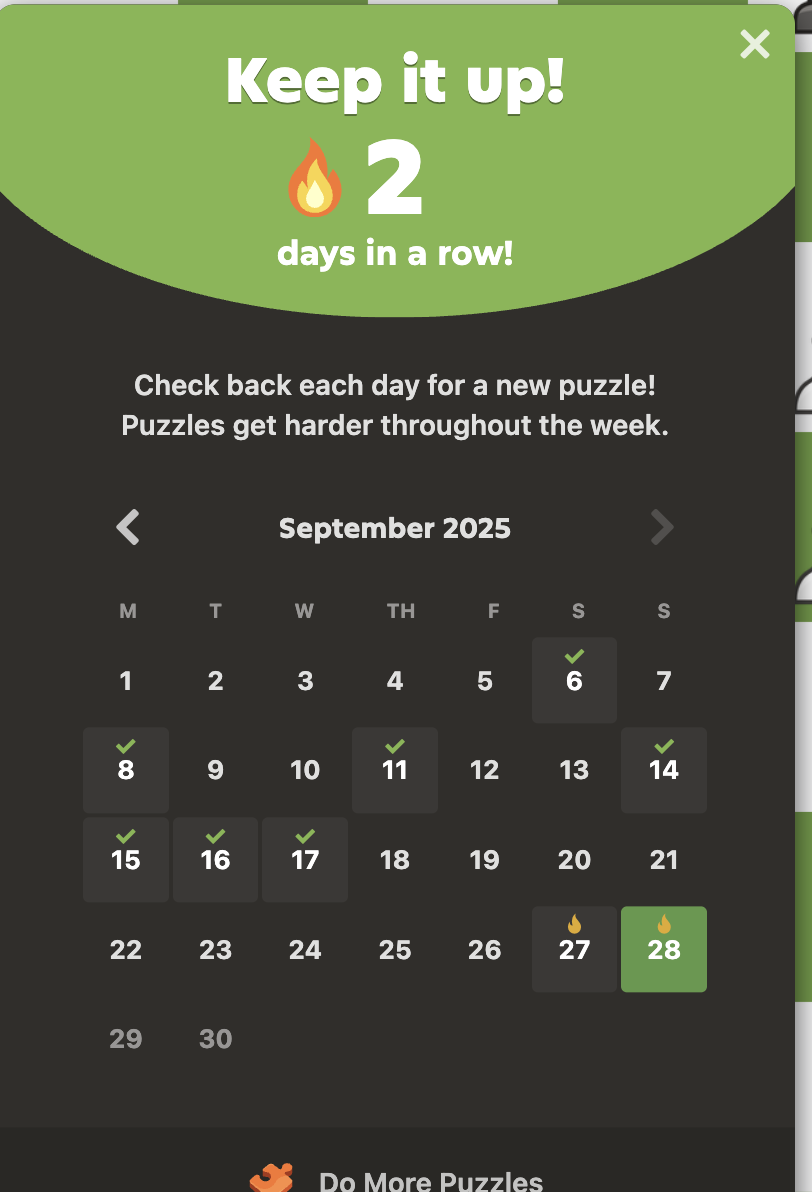 Keep it up!
2
days in a row!
Check back each day for a new puzzle!
Puzzles get harder throughout the week.
September 2025
M T W TH F S S
1 2 3 4 5 6 7
8 9 10 11 12 13 14
15 16 17 18 19 20 21
22 23 24 25 26 27 28
29 30
Do More Puzzles